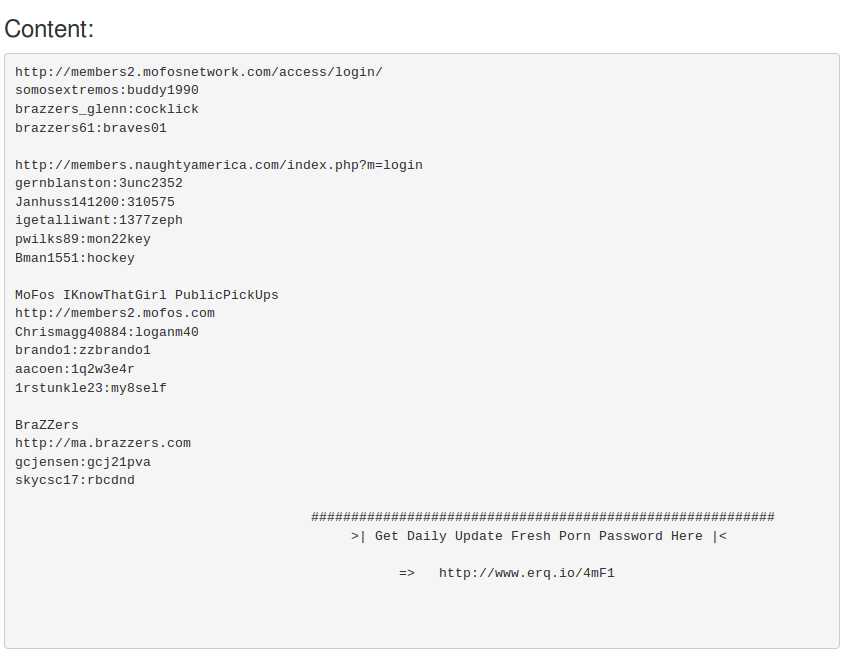 Content:
http://members2.mofosnetwork.com/access/login/
somosextremos:buddy1990
brazzers_glenn:cocklick
brazzers61:braves01
http://members.naughtyamerica.com/index.php?m=login
gernblanston:3unc2352
Janhuss141200:310575
igetalliwant:1377zeph
pwilks89:mon22key
Bman1551:hockey
MoFos IKnowThatGirl PublicPickUps
http://members2.mofos.com
Chrismagg40884:loganm40
brando1:zzbrando1
aacoen:1q2w3e4r
1rstunkle23:my8self
BraZZers
http://ma.brazzers.com
gcjensen:gcj21pva
skycsc17:rbcdnd
##########################################################
>| Get Daily Update Fresh Porn Password Here |<
=> http://www.erq.io/4mF1